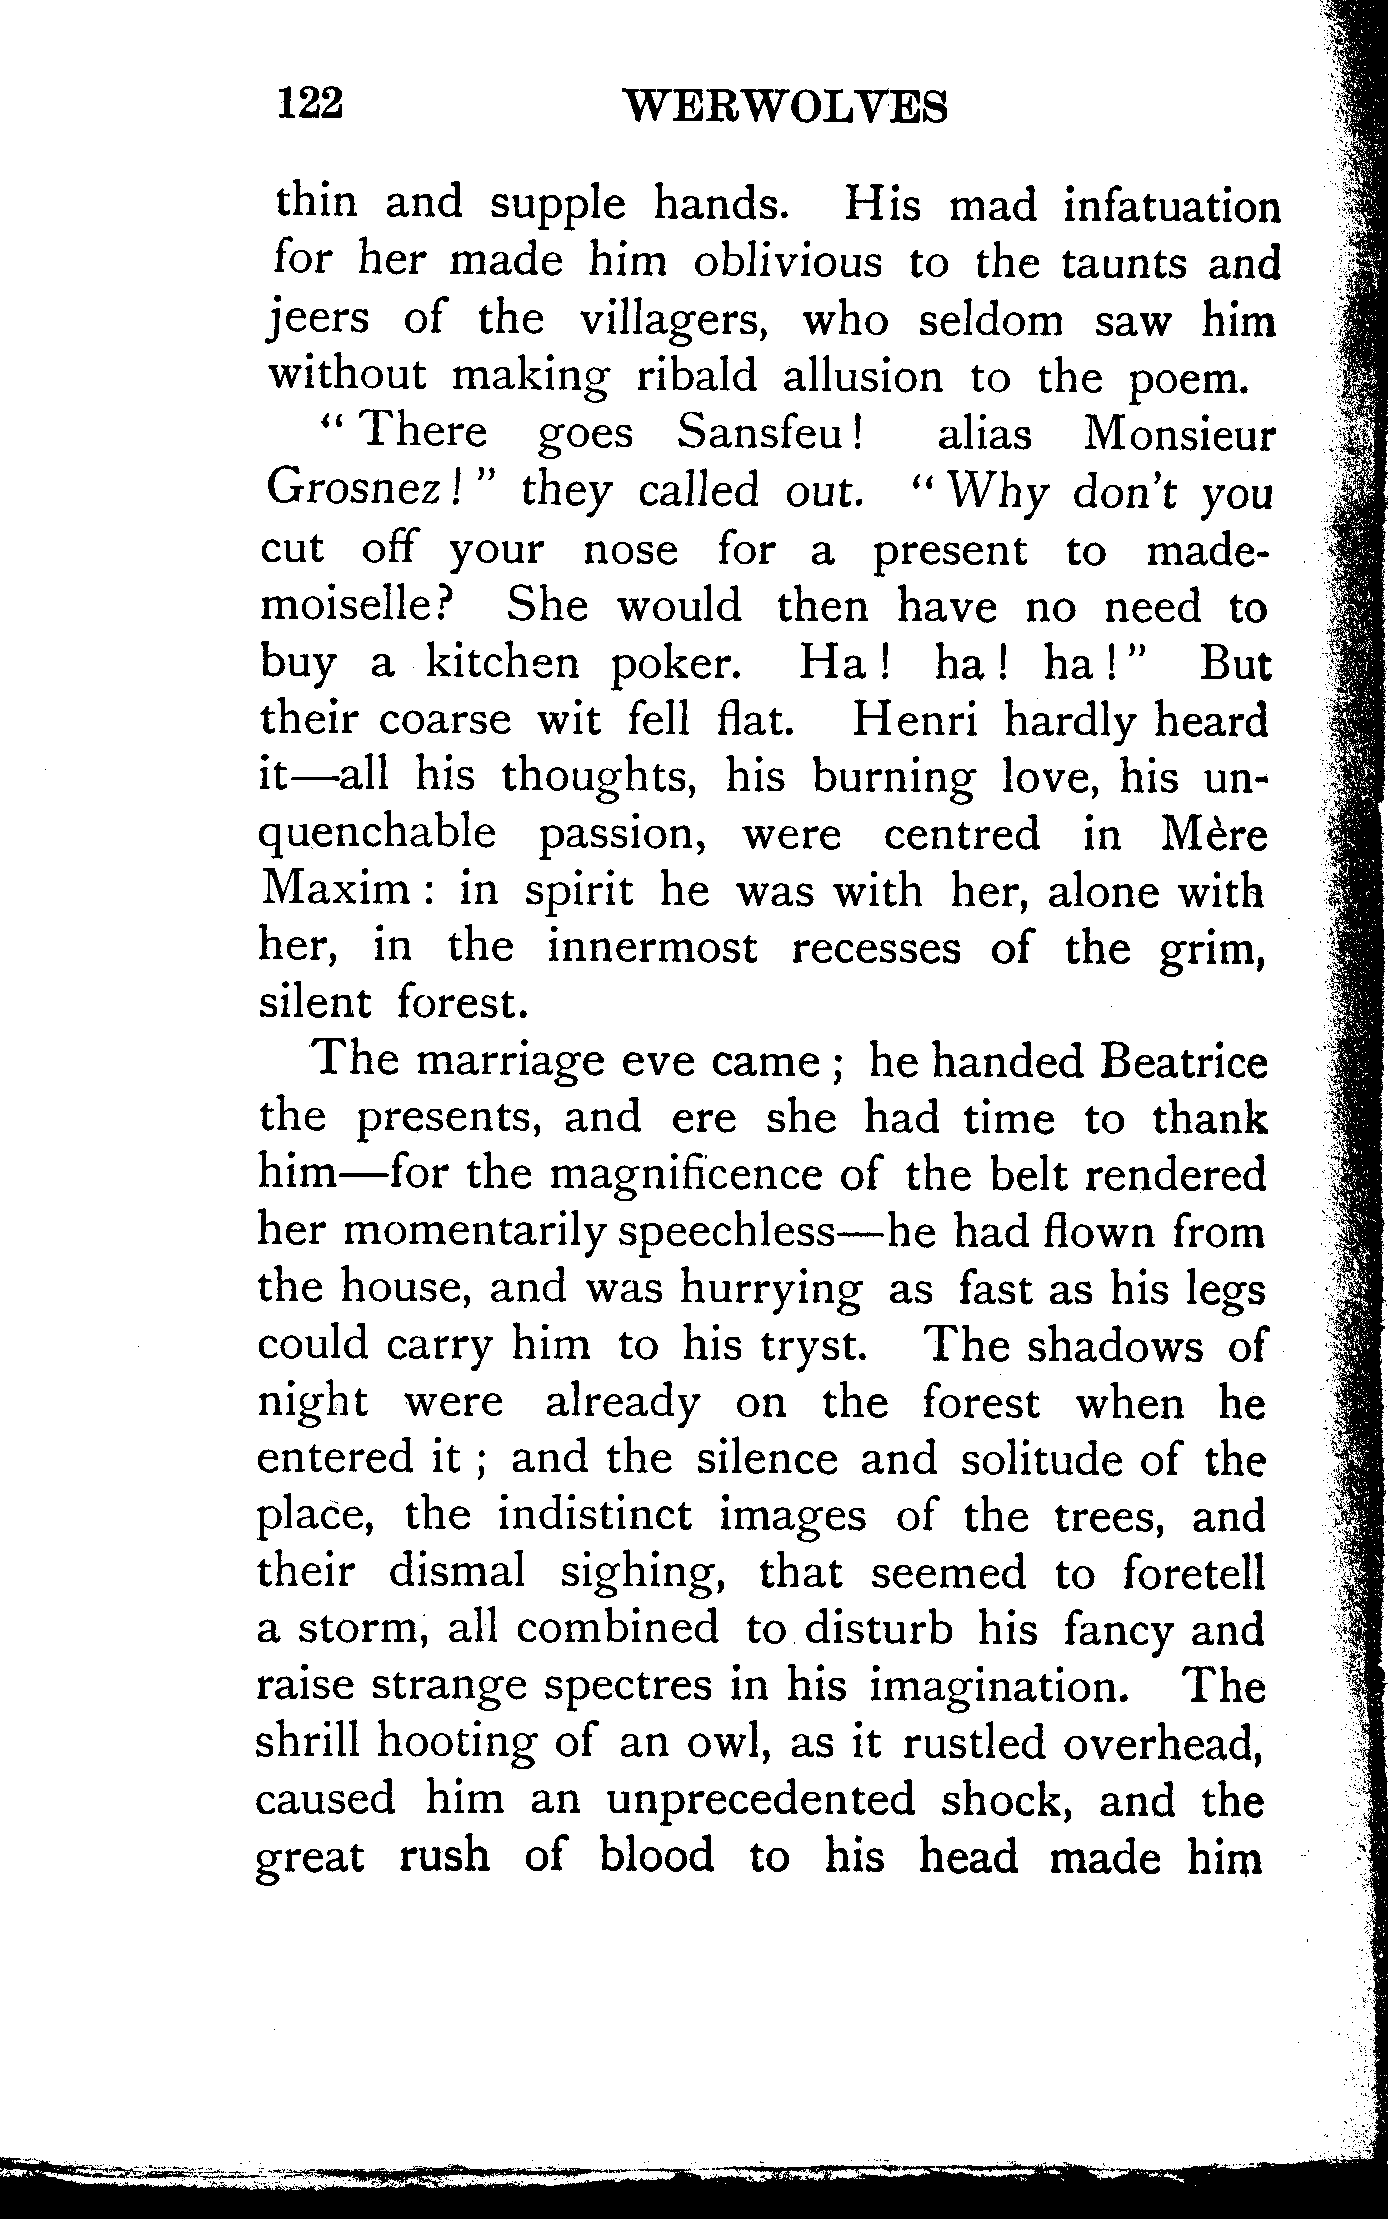 122 WERWOLVES
thin and supple hands. His mad infatuation
for her made him oblivious to the taunts and
jeers of the villagers, who seldom saw him
without making ribald allusion to the poem.
“ There goes Sansfeu ! alias Monsieur
Grosnez ! ” they called out. “ Why don't you
cut off your nose for a present to made-
moiselle? She would then have no need to
buy a kitchen poker. Ha ! ha ! ha ! ” But
their coarse wit fell flat. Henri hardly heard
it—all his thoughts, his burning love, his un-
quenchable passion, were centred in Mère
Maxim : in spirit he was with her, alone with
her, in the innermost recesses of the grim,
silent forest.
The marriage eve came ; he handed Beatrice
the presents, and ere she had time to thank
him—for the magnificence of the belt rendered
her momentarily speechless—he had flown from
the house, and was hurrying as fast as his legs
could carry him to his tryst. The shadows of
night were already on the forest when he
entered it ; and the silence and solitude of the
place, the indistinct images of the trees, and
their dismal sighing, that seemed to foretell
a storm, all combined to disturb his fancy and
raise strange spectres in his imagination. The
shrill hooting of an owl, as it rustled overhead,
caused him an unprecedented shock, and the
great rush of blood to his head made him